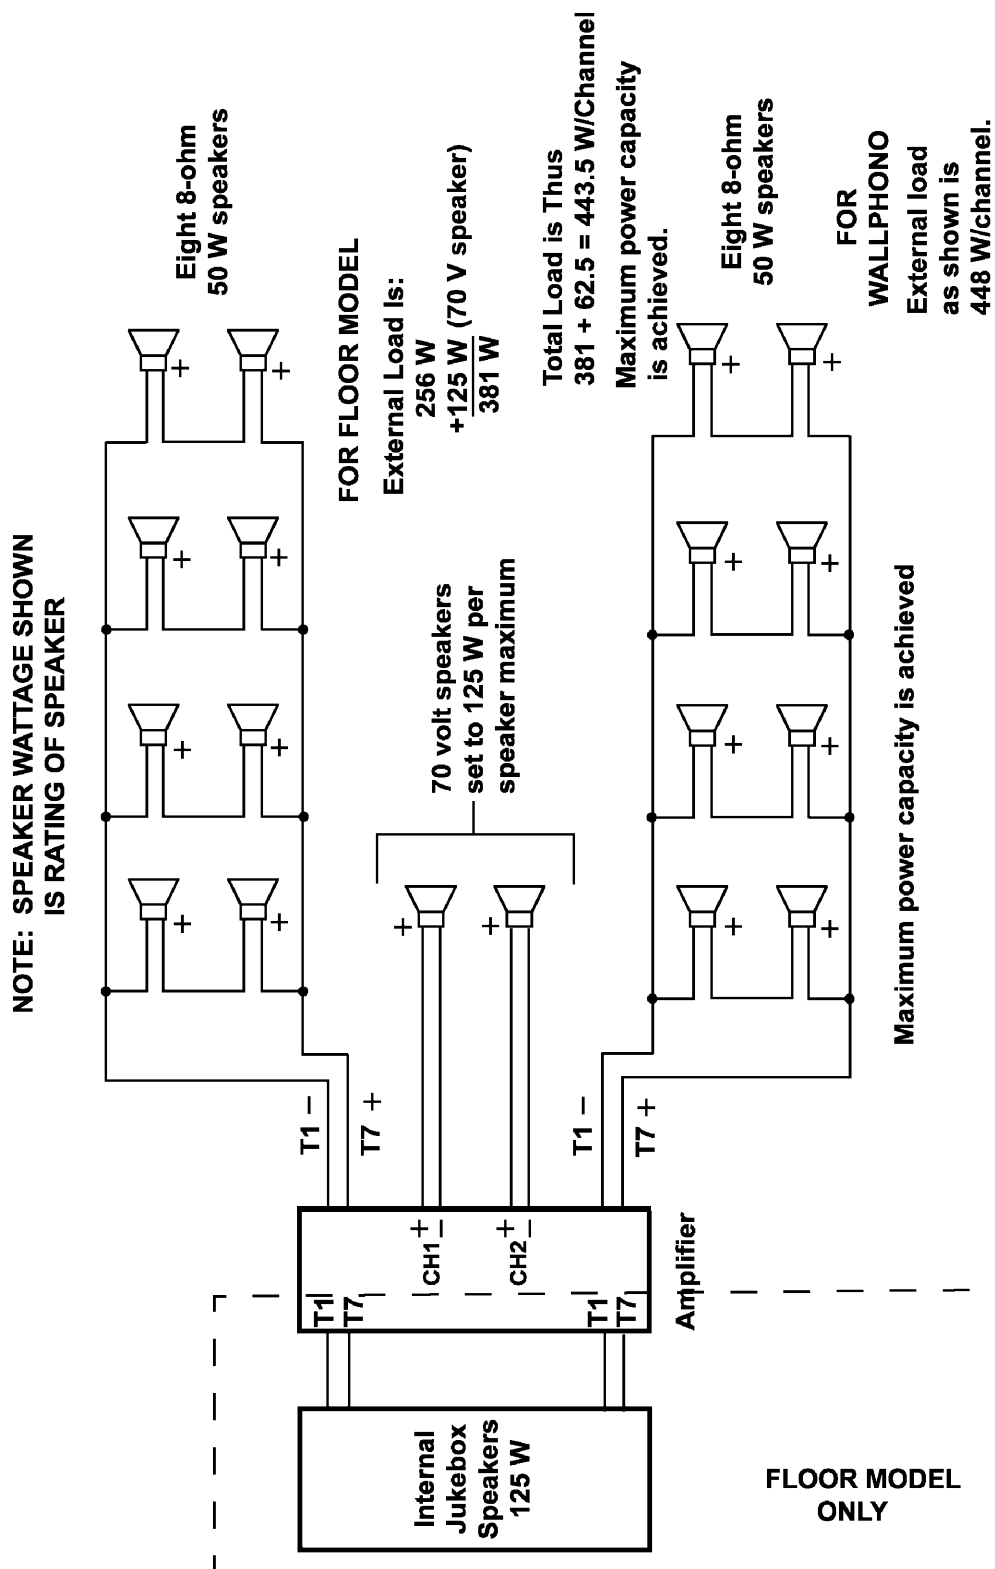 NOTE: SPEAKER WATTAGE SHOWN
IS RATING OF SPEAKER
Eight 8-ohm
50 W speakers
+
+
+
+
+
+
+
+
FOR FLOOR MODEL
External Load Is:
256 W
+125 W (70 V speaker)
381 W
Total Load is Thus
381 + 62.5 = 443.5 W/Channel
Maximum power capacity
is achieved.
70 volt speakers
set to 125 W per
speaker maximum
+
+
Eight 8-ohm
50 W speakers
+
+
+
+
+
+
+
+
FOR
WALLPHONO
External load
as shown is
448 W/channel.
Maximum power capacity is achieved
T1 –
T7 +
T1 –
T7 +
+
CH1
–
+
CH2
–
T1
T7
T1
T7
Amplifier
Internal
Jukebox
Speakers
125 W
FLOOR MODEL
ONLY